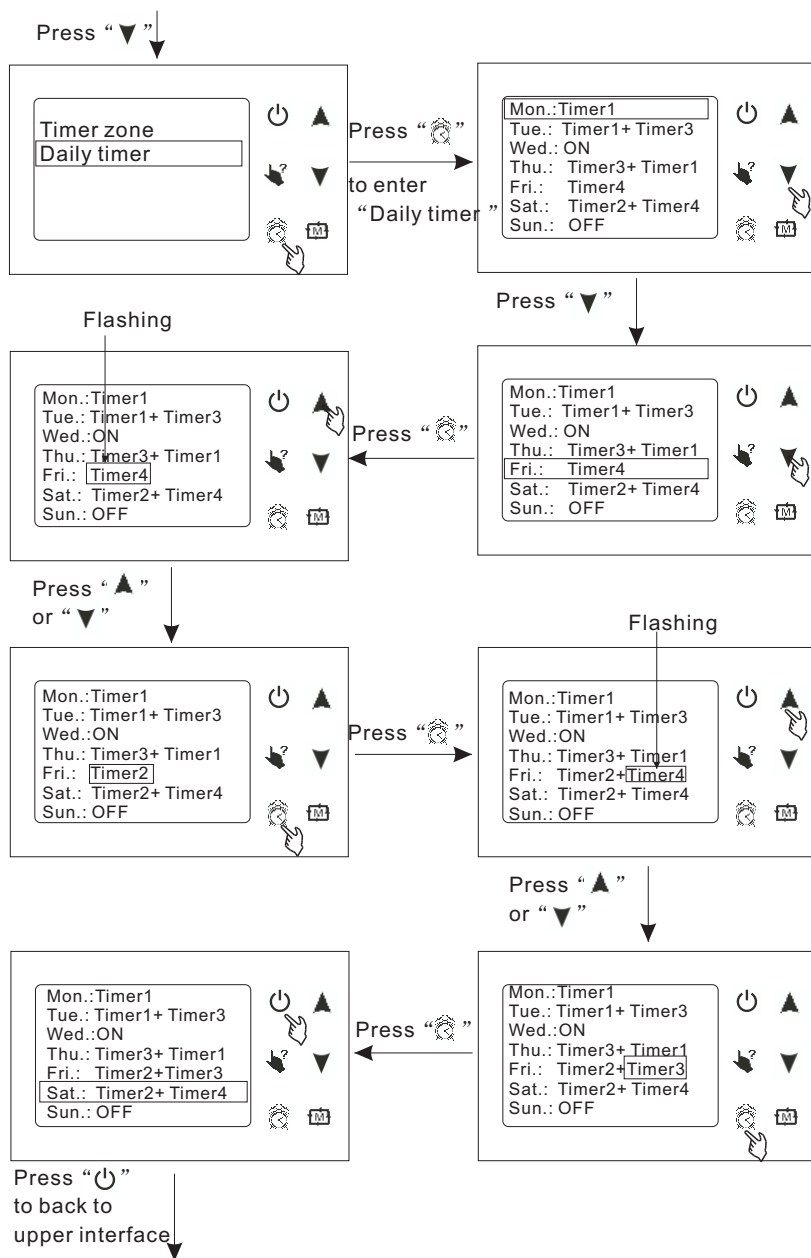 Press “▼”
Timer zone
Daily timer
Press “ ”
to enter
“Daily timer ”
Mon.:Timer1
Tue.: Timer1+ Timer3
Wed.: ON
Thu.: Timer3+ Timer1
Fri.: Timer4
Sat.: Timer2+ Timer4
Sun.: OFF
?
M
?
M
Press “▼”
Flashing
Mon.:Timer1
Tue.: Timer1+ Timer3
Wed.:ON
Thu.: Timer3+ Timer1
Fri.: Timer4
Sat.: Timer2+ Timer4
Sun.: OFF
?
M
Press “ ”
Mon.:Timer1
Tue.: Timer1+ Timer3
Wed.: ON
Thu.: Timer3+ Timer1
Fri.: Timer4
Sat.: Timer2+ Timer4
Sun.: OFF
?
M
Press “▲”
or “▼”
Mon.:Timer1
Tue.: Timer1+ Timer3
Wed.:ON
Thu.: Timer3+ Timer1
Fri.: Timer2
Sat.: Timer2+ Timer4
Sun.: OFF
?
M
Press “ ”
Flashing
Mon.:Timer1
Tue.: Timer1+ Timer3
Wed.:ON
Thu.: Timer3+ Timer1
Fri.: Timer2+Timer4
Sat.: Timer2+ Timer4
Sun.: OFF
?
M
Press “▲”
or “▼”
Mon.:Timer1
Tue.: Timer1+ Timer3
Wed.:ON
Thu.: Timer3+ Timer1
Fri.: Timer2+Timer3
Sat.: Timer2+ Timer4
Sun.: OFF
?
M
Press “ ”
Mon.:Timer1
Tue.: Timer1+ Timer3
Wed.:ON
Thu.: Timer3+ Timer1
Fri.: Timer2+Timer3
Sat.: Timer2+ Timer4
Sun.: OFF
?
M
Press “⏻”
to back to
upper interface